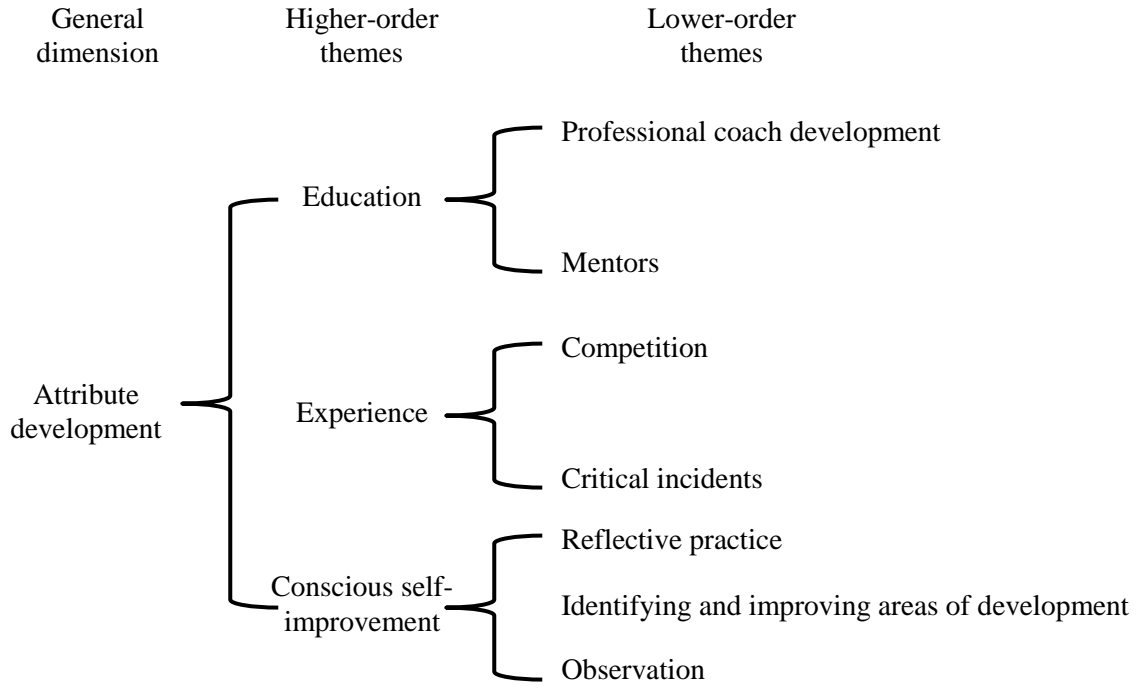 General
dimension
Higher-order
themes
Lower-order
themes
Professional coach development
Education
Mentors
Competition
Attribute
development
Experience
Critical incidents
Reflective practice
Conscious self-
improvement
Identifying and improving areas of development
Observation